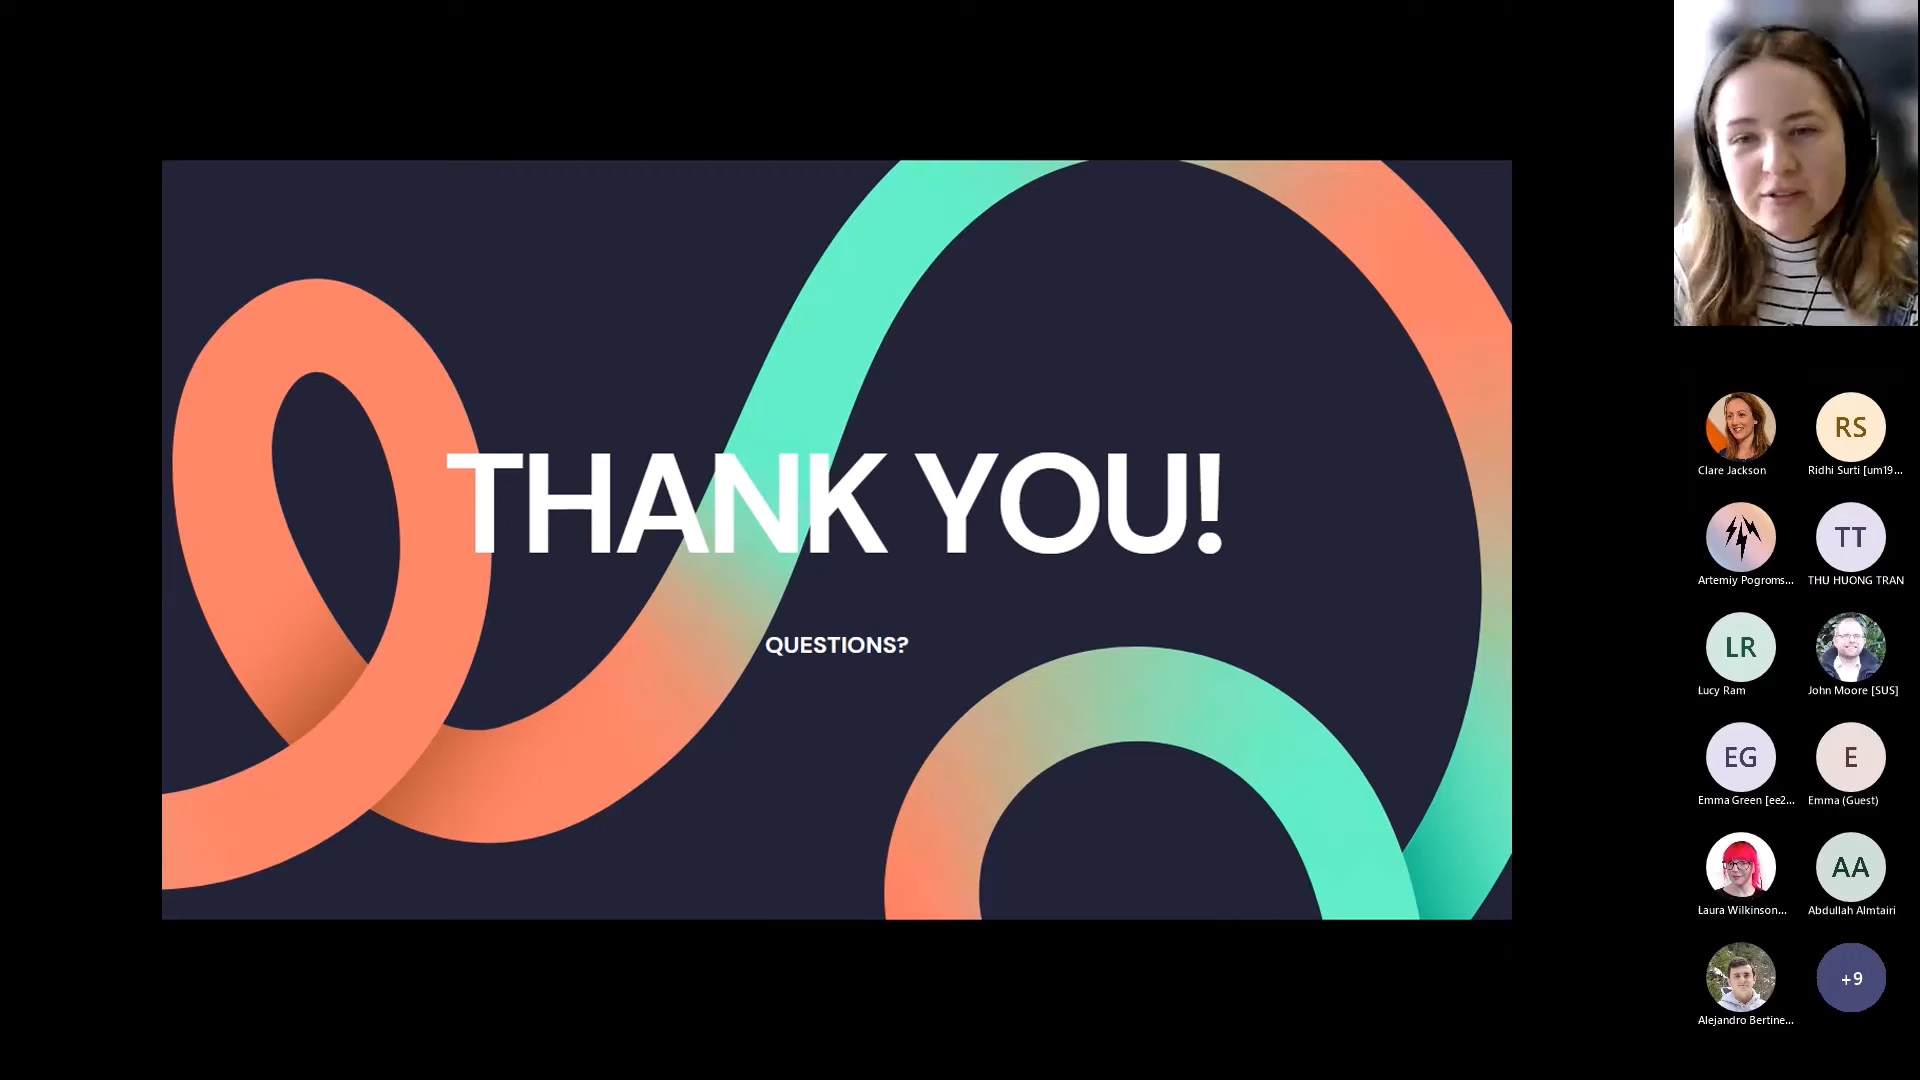 THANK YOU!
QUESTIONS?
Clare Jackson
RS
Ridhi Surti [um19...
Artemiy Pogroms...
TT
THU HUONG TRAN
LR
Lucy Ram
John Moore [SUS]
EG
Emma Green [ee2...
E
Emma (Guest)
Laura Wilkinson...
AA
Abdullah Almtairi
Alejandro Bertine...
+9